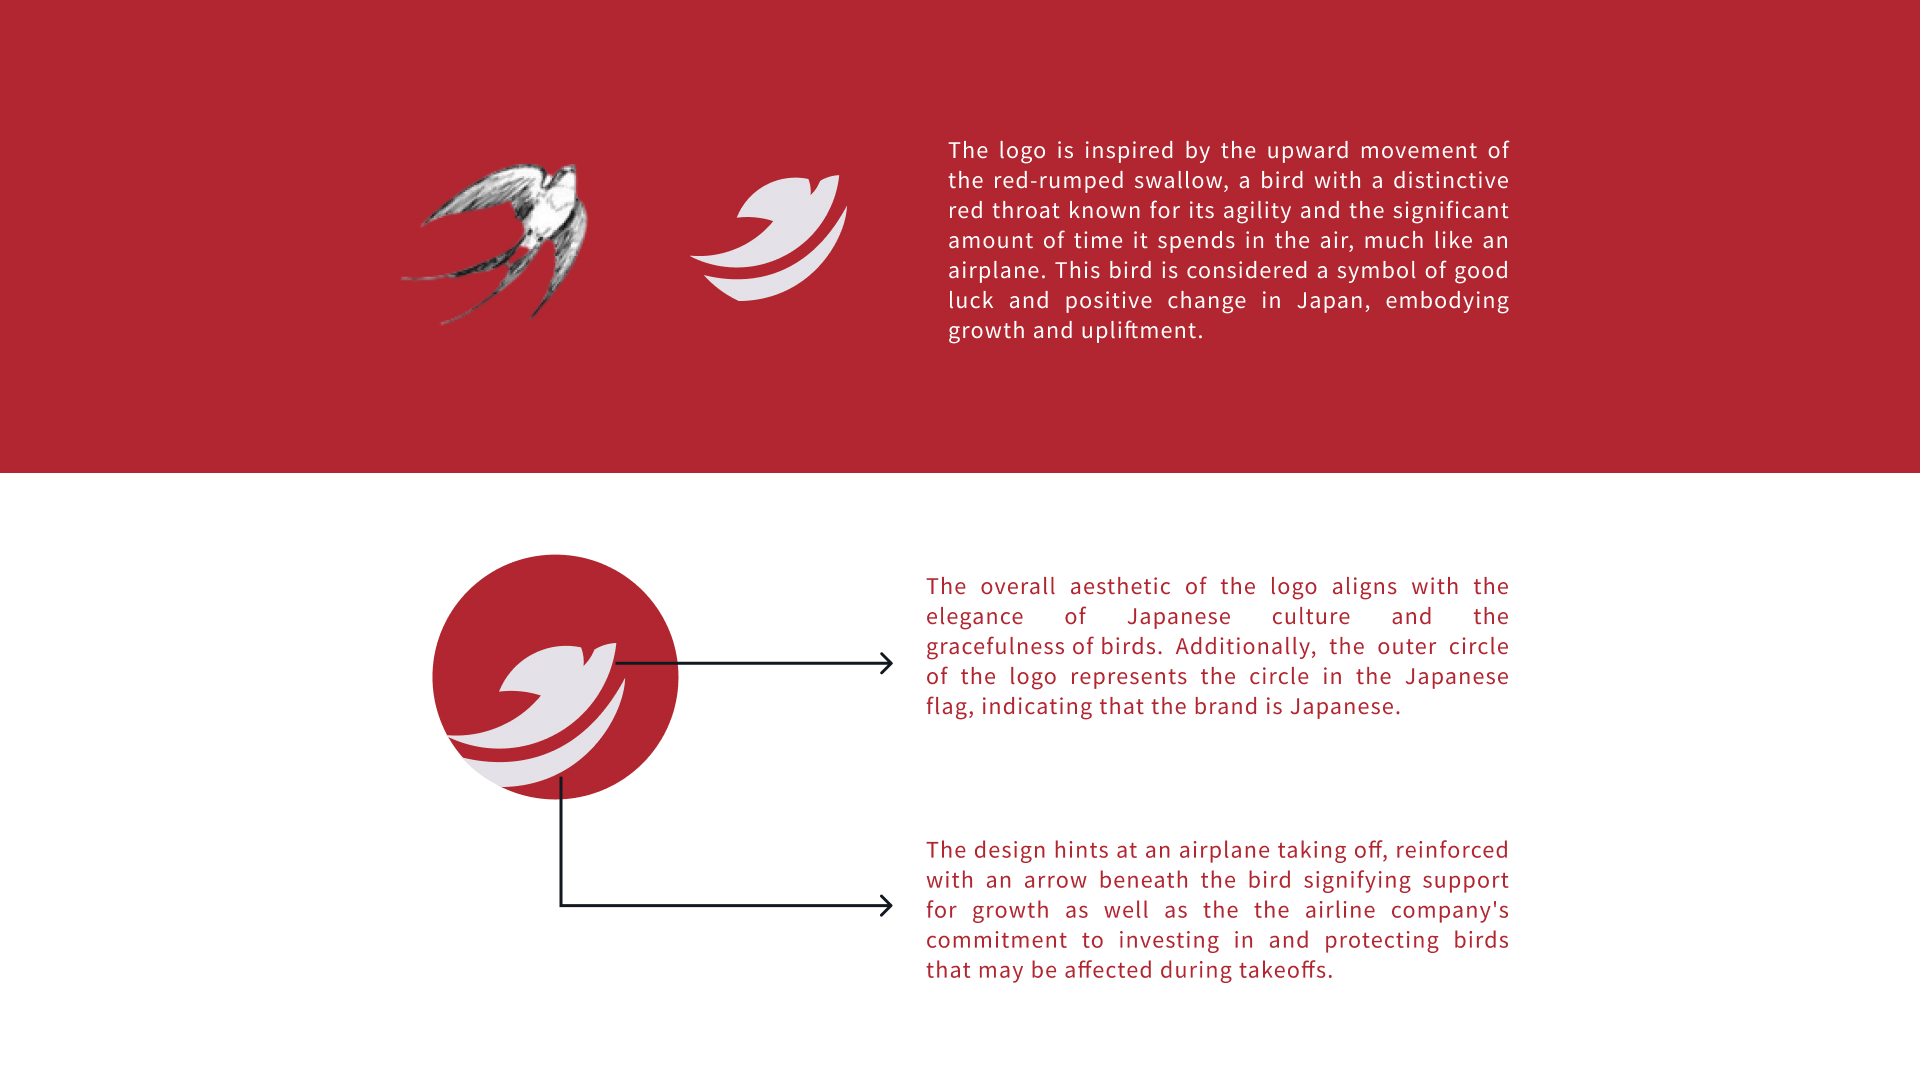 The logo is inspired by the upward movement of
the red-rumped swallow, a bird with a distinctive
red throat known for its agility and the significant
amount of time it spends in the air, much like an
airplane. This bird is considered a symbol of good
luck and positive change in Japan, embodying
growth and upliftment.
The overall aesthetic of the logo aligns with the
elegance of Japanese culture and the
gracefulness of birds. Additionally, the outer circle
of the logo represents the circle in the Japanese
flag, indicating that the brand is Japanese.
The design hints at an airplane taking off, reinforced
with an arrow beneath the bird signifying support
for growth as well as the the airline company's
commitment to investing in and protecting birds
that may be affected during takeoffs.